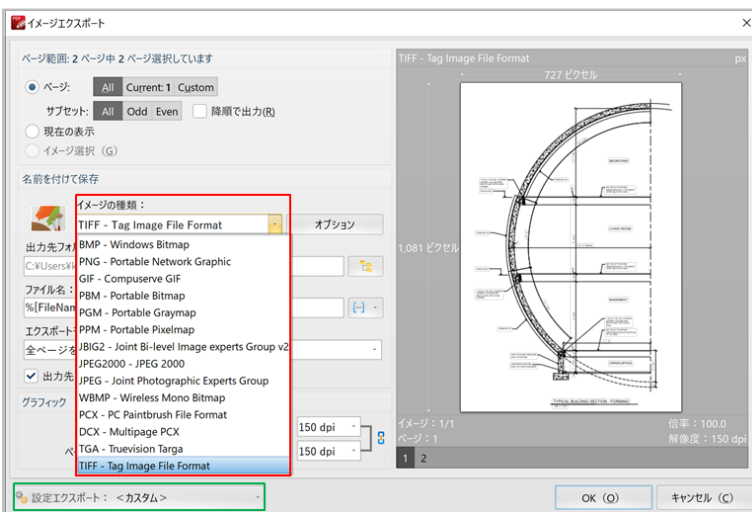 イメージエクスポート
ページ範囲: 2 ページ中 2 ページ選択しています
ページ: All Current: 1 Custom
サブセット: All Odd Even 降順で出力(R)
現在の表示
イメージ選択 (G)
名前を付けて保存
イメージの種類：
TIFF - Tag Image File Format オプション
出力先フォル
BMP - Windows Bitmap
C:¥Users¥k
PNG - Portable Network Graphic
GIF - Compuserve GIF
ファイル名：
PBM - Portable Bitmap
%[FileNam
PGM - Portable Graymap
PPM - Portable Pixelmap
エクスポート
JBIG2 - Joint Bi-level Image experts Group v2
全ページを
JPEG2000 - JPEG 2000
出力先
JPEG - Joint Photographic Experts Group
WBMP - Wireless Mono Bitmap
グラフィック
PCX - PC Paintbrush File Format
DCX - Multipage PCX
150 dpi
TGA - Truevision Targa
150 dpi
TIFF - Tag Image File Format
設定エクスポート： <カスタム>
TIFF - Tag Image File Format px
727 ピクセル
1,081 ピクセル
BEDROOMS
LIVING ROOM
BASEMENT
CRAWLSPACE
TYPICAL BUILDING SECTION - FORMING
イメージ：1/1 倍率：100.0
ページ：1 解像度：150 dpi
1 2
OK (O) キャンセル (C)